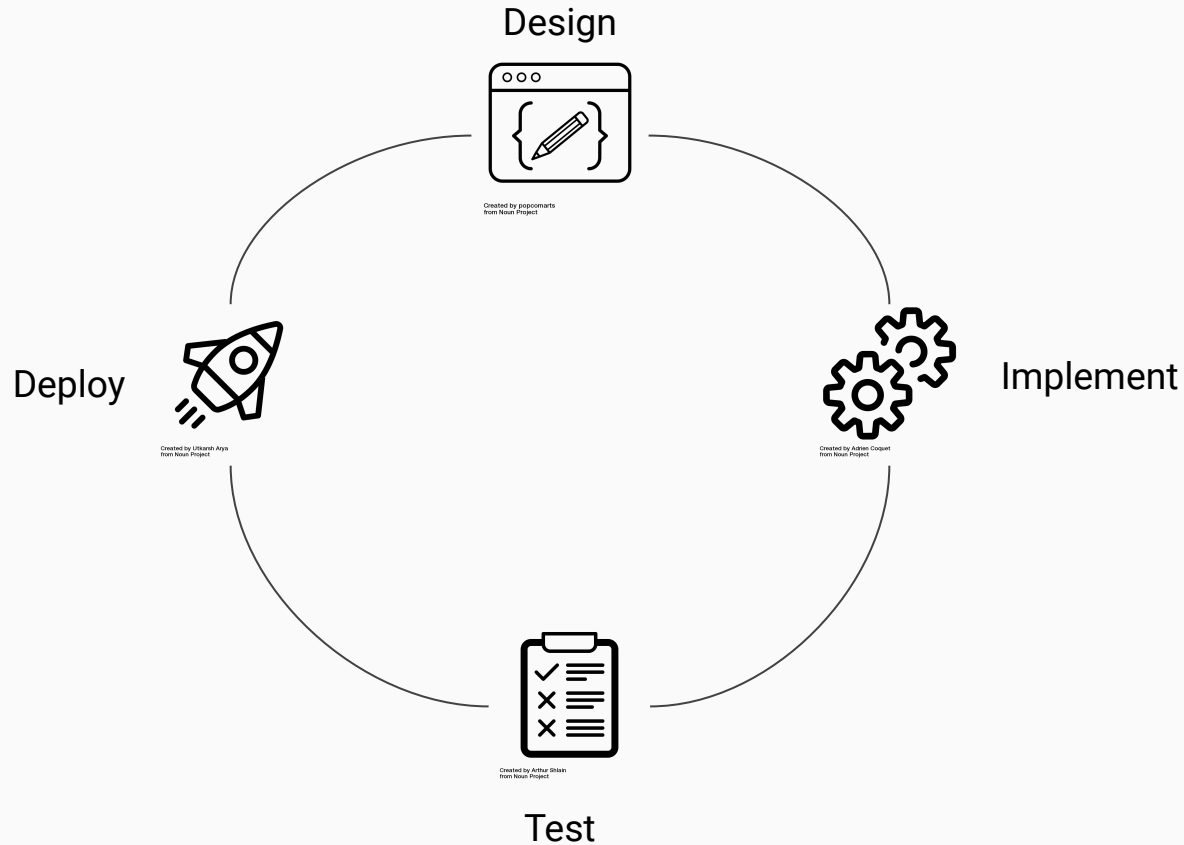 Design
Created by popcornarts
from Noun Project
Deploy
Implement
Created by Utkarsh Arya
from Noun Project
Created by Adrien Coquet
from Noun Project
Created by Arthur Shlain
from Noun Project
Test